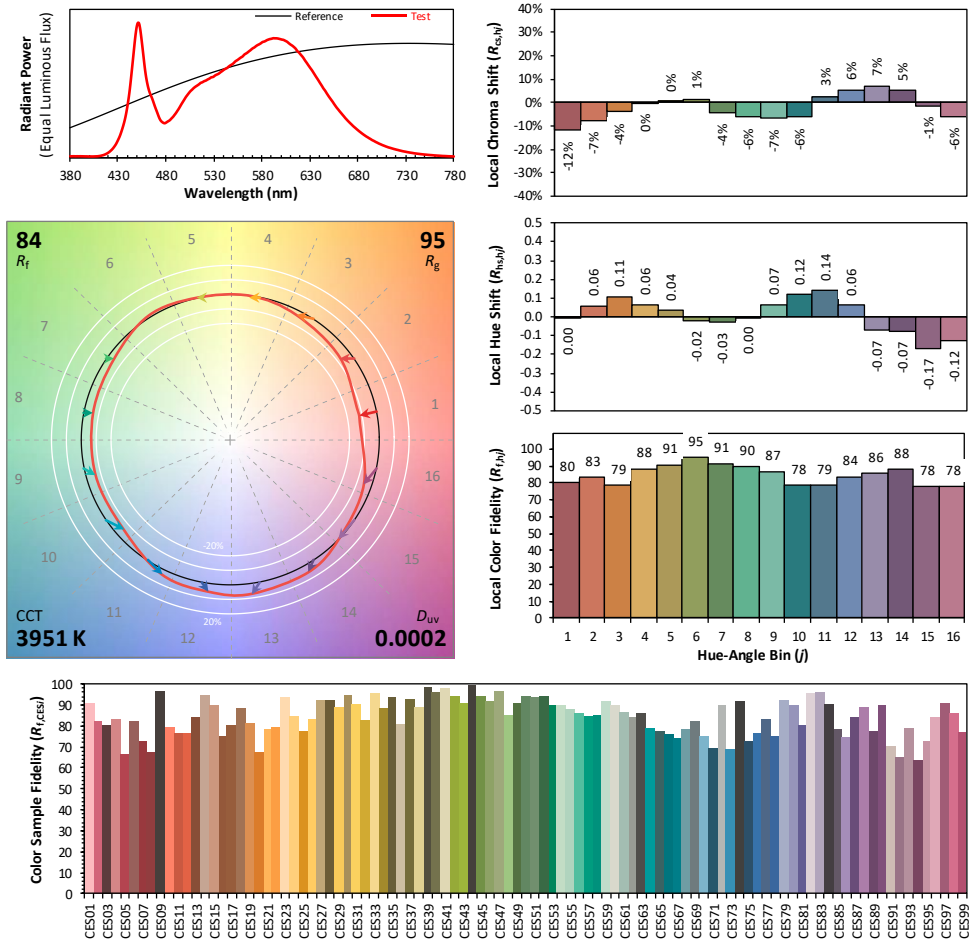 Radiant Power
(Equal Luminous Flux)
Reference
Test
380 430 480 530 580 630 680 730 780
Wavelength (nm)
Local Chroma Shift (Rcs,hj)
40%
30%
20%
10%
0%
-10%
-20%
-30%
-40%
-12% -7% -4% 0% 0% 1% -4% -6% -7% -6% 3% 6% 7% 5% -1% -6%
84
Rf
95
Rg
5 4
6 3
7 2
8 1
9 16
10 15
11 14
12 13
-20%
20%
CCT
3951 K
Duv
0.0002
Local Hue Shift (Rhs,hj)
0.5
0.4
0.3
0.2
0.1
0.0
-0.1
-0.2
-0.3
-0.4
-0.5
0.00 0.06 0.11 0.06 0.04 -0.02 -0.03 0.00 0.07 0.12 0.14 0.06 -0.07 -0.07 -0.17 -0.12
Local Color Fidelity (Rf,hj)
100
90
80
70
60
50
40
30
20
10
0
80 83 79 88 91 95 91 90 87 78 79 84 86 88 78 78
1 2 3 4 5 6 7 8 9 10 11 12 13 14 15 16
Hue-Angle Bin (j)
Color Sample Fidelity (Rf,CESi)
100
90
80
70
60
50
40
30
20
10
0
CES01 CES03 CES05 CES07 CES09 CES11 CES13 CES15 CES17 CES19 CES21 CES23 CES25 CES27 CES29 CES31 CES33 CES35 CES37 CES39 CES41 CES43 CES45 CES47 CES49 CES51 CES53 CES55 CES57 CES59 CES61 CES63 CES65 CES67 CES69 CES71 CES73 CES75 CES77 CES79 CES81 CES83 CES85 CES87 CES89 CES91 CES93 CES95 CES97 CES99